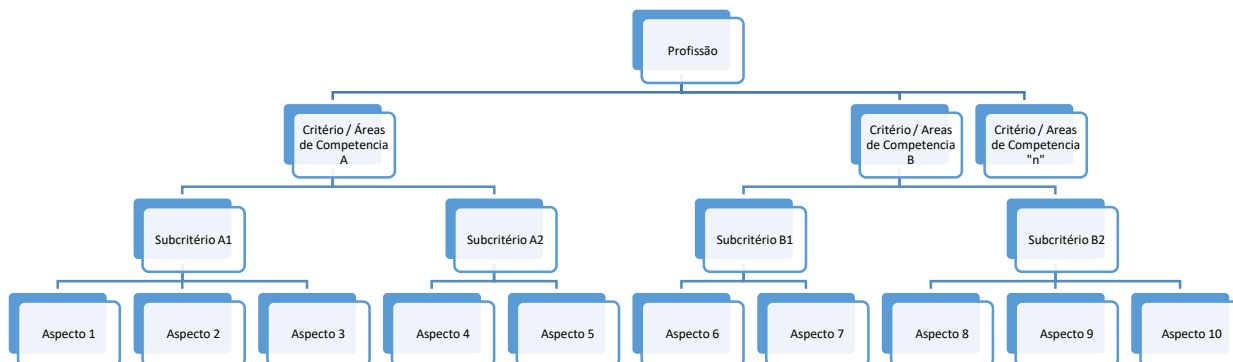 Profissão
Critério / Áreas
de Competencia
A
Critério / Areas
de Competencia
B
Critério / Areas
de Competencia
"n"
Subcritério A1
Subcritério A2
Subcritério B1
Subcritério B2
Aspecto 1
Aspecto 2
Aspecto 3
Aspecto 4
Aspecto 5
Aspecto 6
Aspecto 7
Aspecto 8
Aspecto 9
Aspecto 10